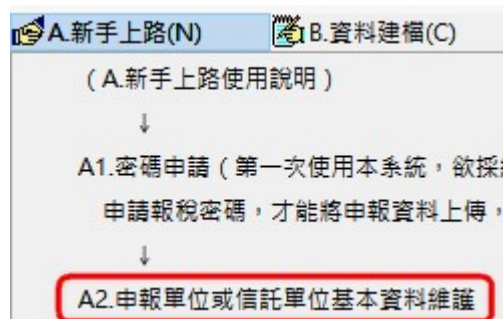 A.新手上路(N) B.資料建檔(C)
(A.新手上路使用說明)
↓
A1.密碼申請(第一次使用本系統,欲採
申請報稅密碼,才能將申報資料上傳,
↓
A2.申報單位或信託單位基本資料維護